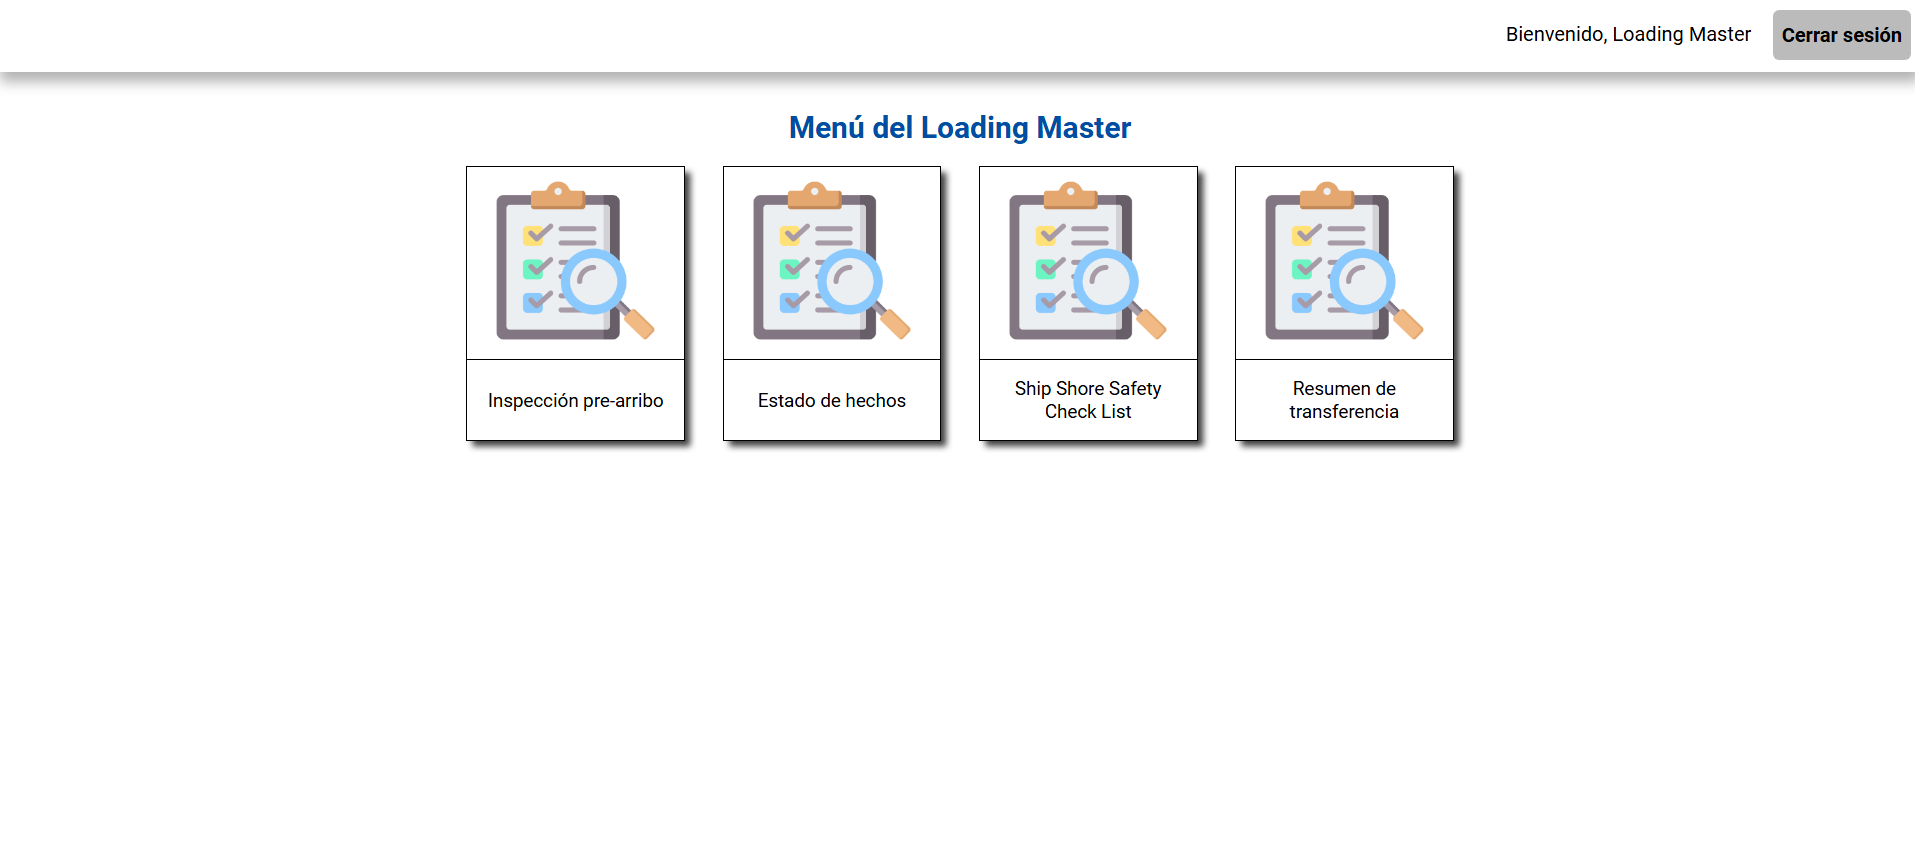 Bienvenido, Loading Master
Cerrar sesión
Menú del Loading Master
Inspección pre-arribo
Estado de hechos
Ship Shore Safety
Check List
Resumen de
transferencia